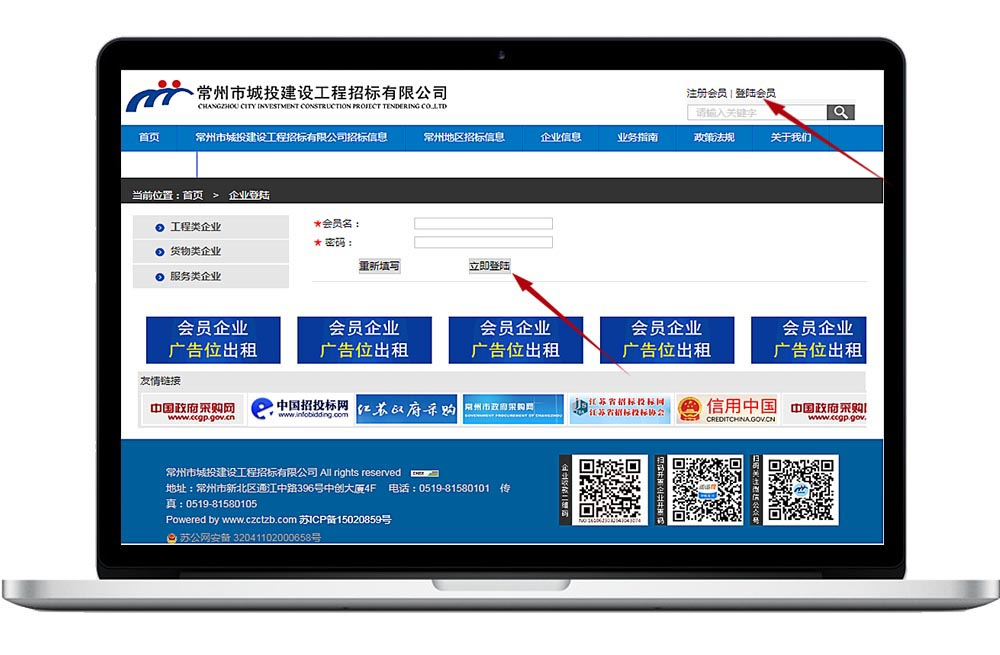 常州市城投建设工程招标有限公司
CHANGZHOU CITY INVESTMENT CONSTRUCTION PROJECT TENDERING CO.,LTD
注册会员 | 登陆会员
请输入关键字
首页 常州市城投建设工程招标有限公司招标信息 常州地区招标信息 企业信息 业务指南 政策法规 关于我们
当前位置：首页 > 企业登陆
工程类企业
货物类企业
服务类企业
★会员名：
★ 密码：
重新填写 立即登陆
会员企业 会员企业 会员企业 会员企业 会员企业
广告位出租 广告位出租 广告位出租 广告位出租 广告位出租
友情链接
中国政府采购网
www.ccgp.gov.cn
中国招投标网
www.infobidding.com
江苏政府采购
常州市政府采购网
GOVERNMENT PROCUREMENT OF CHANGZHOU
江苏省招标投标网
江苏省招标投标协会
信用中国
CREDITCHINA.GOV.CN
中国政府采购
www.ccgp.gov.
常州市城投建设工程招标有限公司 All rights reserved
地址：常州市新北区通江中路396号中创大厦4F 电话：0519-81580101 传
真：0519-81580105
Powered by www.czctzb.com 苏ICP备15020859号
苏公网安备 32041102000658号
扫码关注微信公众号